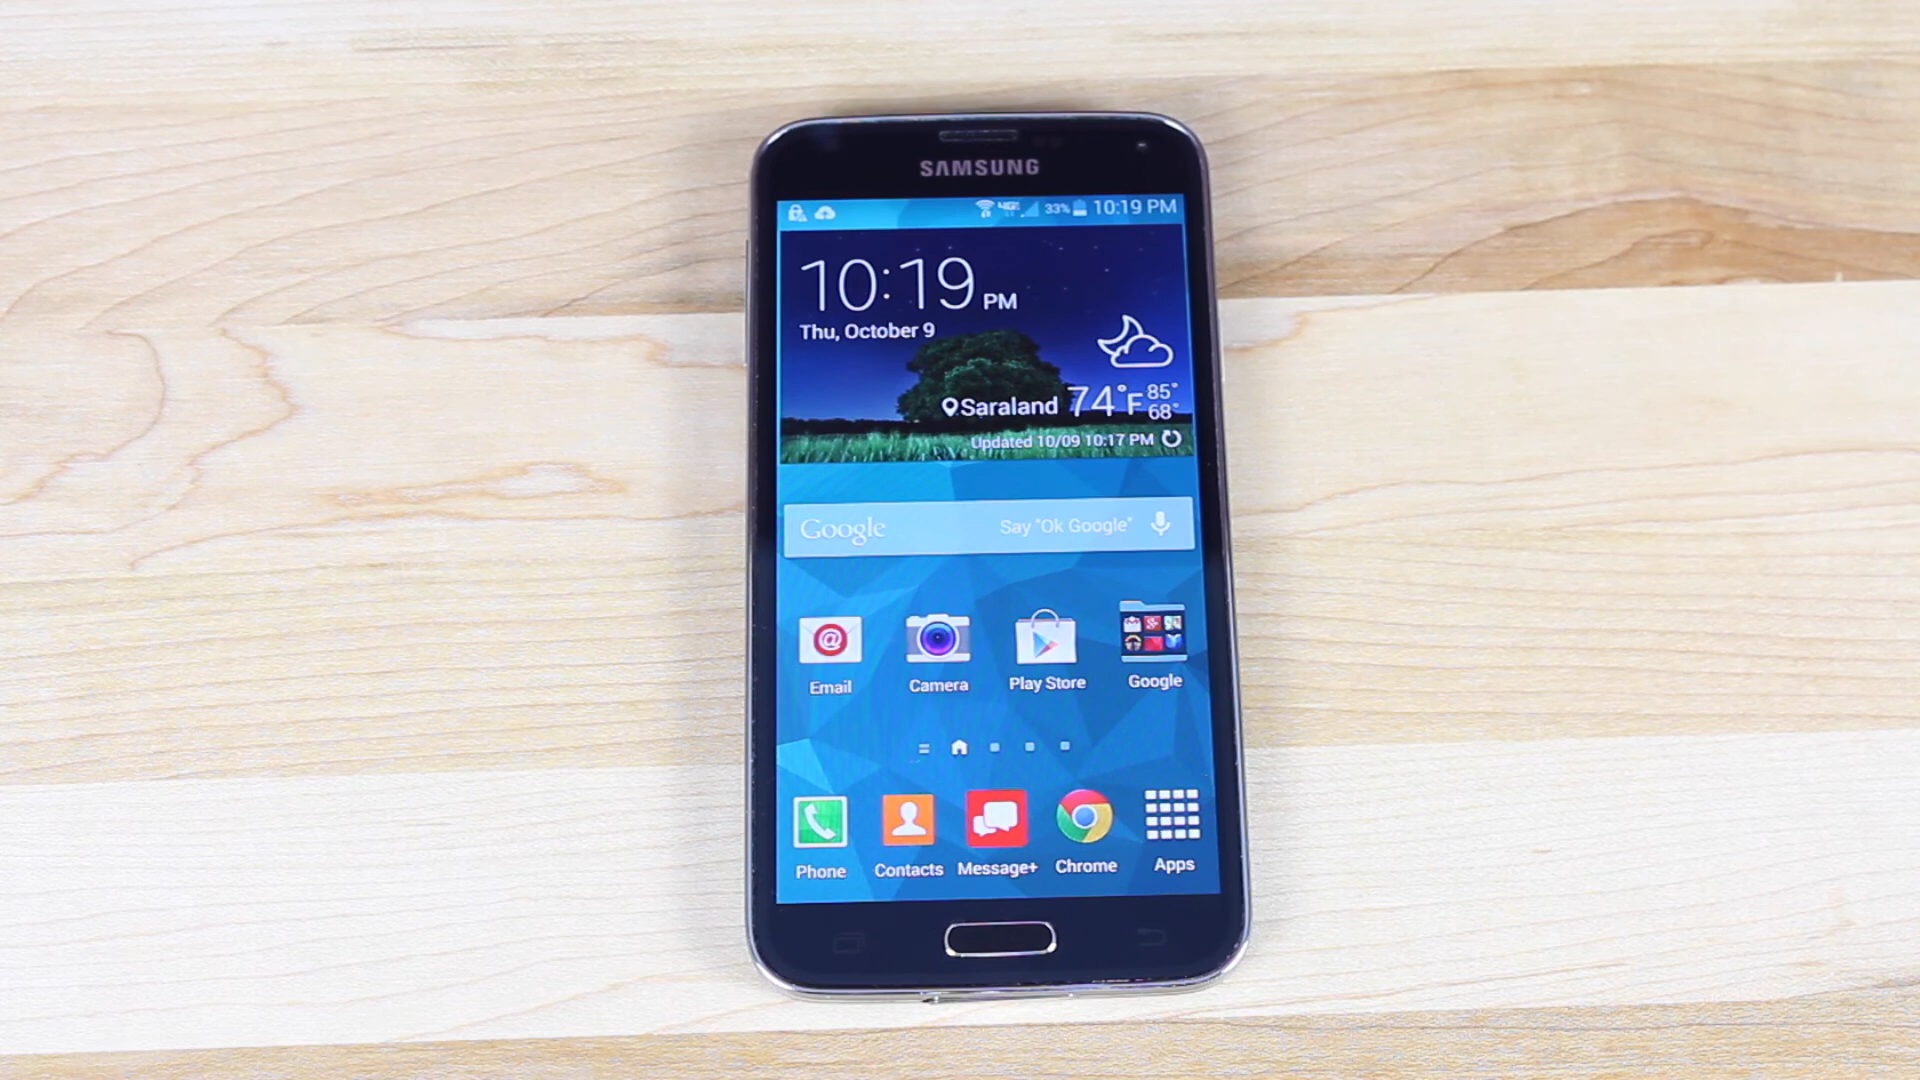 SAMSUNG
4GE 33% 10:19 PM
10:19 PM
Thu, October 9
Saraland 74°F 85° 68°
Updated 10/09 10:17 PM
Google Say "Ok Google"
Email Camera Play Store Google
Phone Contacts Message+ Chrome Apps